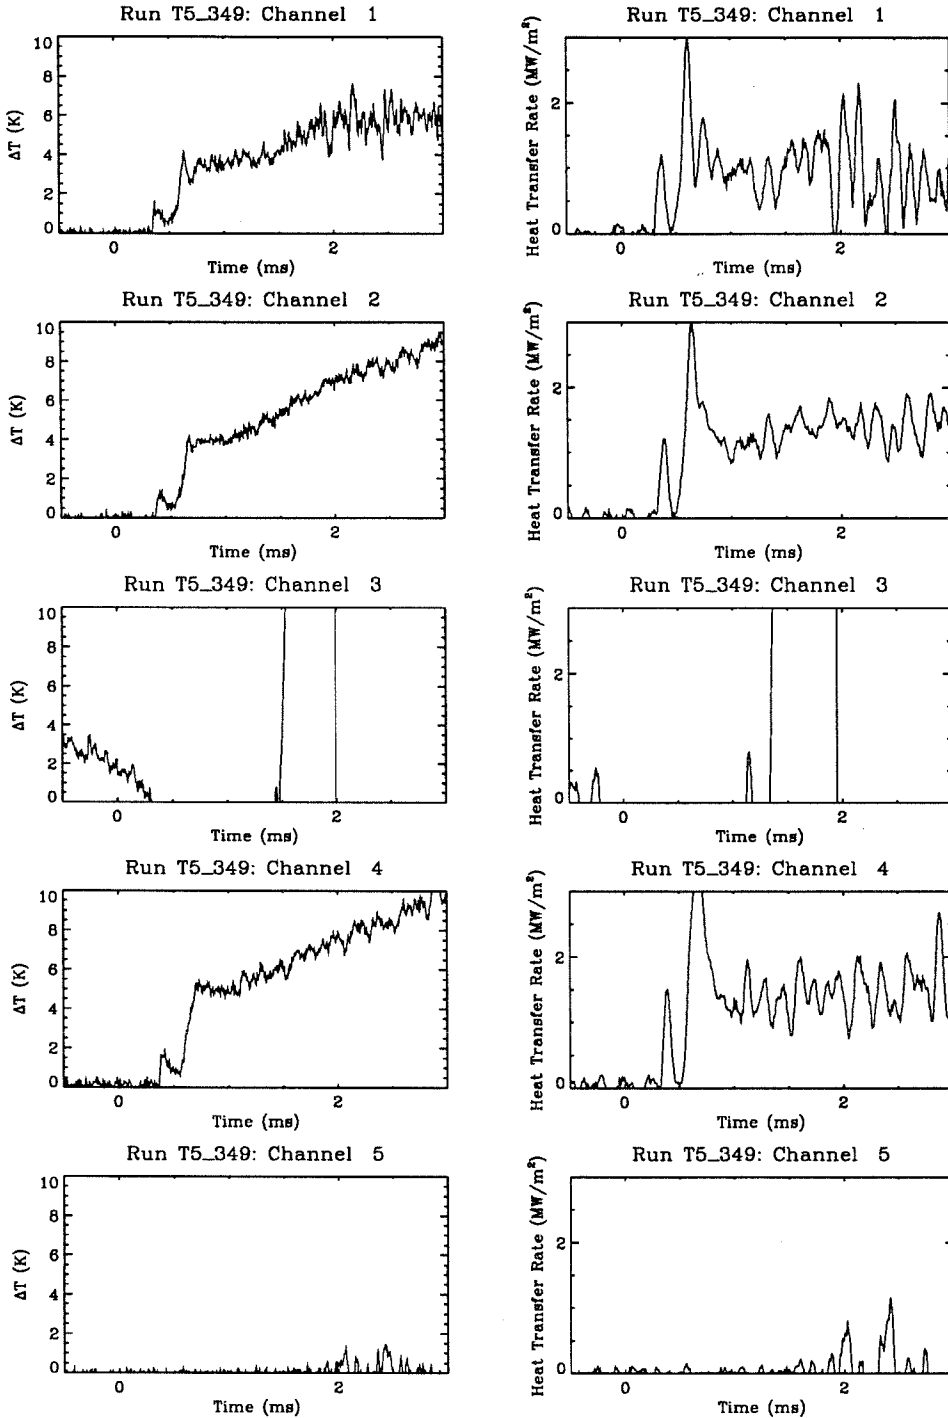 Run T5_349: Channel 1
10
8
6
4
2
0
ΔT (K)
0 2
Time (ms)
Run T5_349: Channel 1
2
0
Heat Transfer Rate (MW/m²)
0 2
Time (ms)
Run T5_349: Channel 2
10
8
6
4
2
0
ΔT (K)
0 2
Time (ms)
Run T5_349: Channel 2
2
0
Heat Transfer Rate (MW/m²)
0 2
Time (ms)
Run T5_349: Channel 3
10
8
6
4
2
0
ΔT (K)
0 2
Time (ms)
Run T5_349: Channel 3
2
0
Heat Transfer Rate (MW/m²)
0 2
Time (ms)
Run T5_349: Channel 4
10
8
6
4
2
0
ΔT (K)
0 2
Time (ms)
Run T5_349: Channel 4
2
0
Heat Transfer Rate (MW/m²)
0 2
Time (ms)
Run T5_349: Channel 5
10
8
6
4
2
0
ΔT (K)
0 2
Time (ms)
Run T5_349: Channel 5
2
0
Heat Transfer Rate (MW/m²)
0 2
Time (ms)